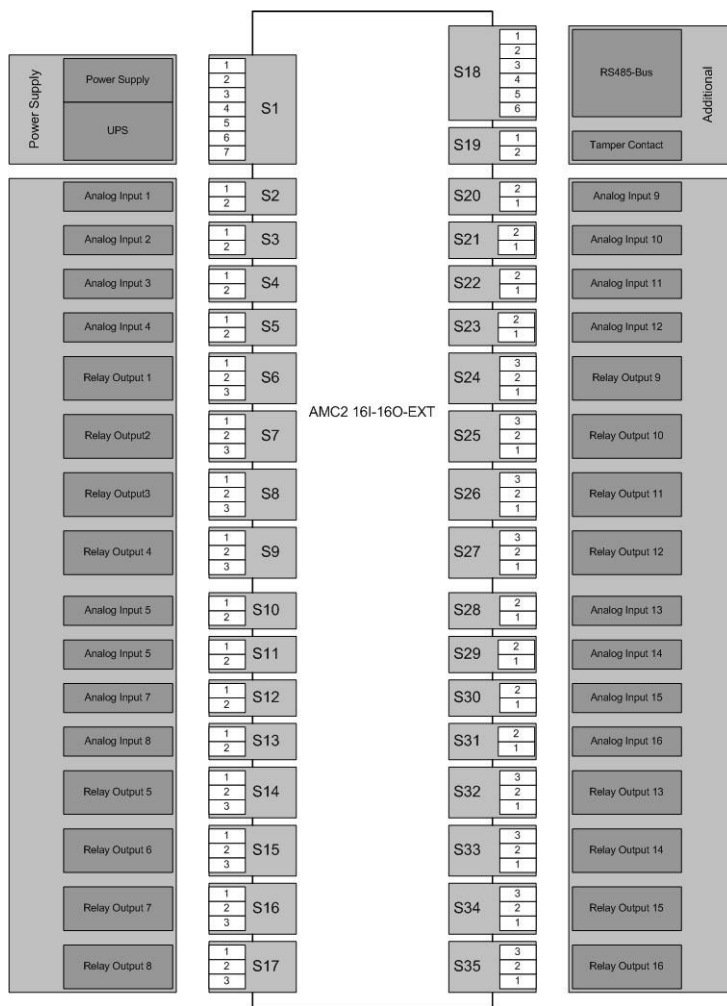 Power Supply
Power Supply
UPS
1
2
3
4
5
6
7
S1
Analog Input 1
1
2
S2
Analog Input 2
1
2
S3
Analog Input 3
1
2
S4
Analog Input 4
1
2
S5
Relay Output 1
1
2
3
S6
Relay Output2
1
2
3
S7
Relay Output3
1
2
3
S8
Relay Output 4
1
2
3
S9
Analog Input 5
1
2
S10
Analog Input 5
1
2
S11
Analog Input 7
1
2
S12
Analog Input 8
1
2
S13
Relay Output 5
1
2
3
S14
Relay Output 6
1
2
3
S15
Relay Output 7
1
2
3
S16
Relay Output 8
1
2
3
S17
AMC2 16I-16O-EXT
S18
1
2
3
4
5
6
RS485-Bus
Additional
S19
1
2
Tamper Contact
S20
2
1
Analog Input 9
S21
2
1
Analog Input 10
S22
2
1
Analog Input 11
S23
2
1
Analog Input 12
S24
3
2
1
Relay Output 9
S25
3
2
1
Relay Output 10
S26
3
2
1
Relay Output 11
S27
3
2
1
Relay Output 12
S28
2
1
Analog Input 13
S29
2
1
Analog Input 14
S30
2
1
Analog Input 15
S31
2
1
Analog Input 16
S32
3
2
1
Relay Output 13
S33
3
2
1
Relay Output 14
S34
3
2
1
Relay Output 15
S35
3
2
1
Relay Output 16